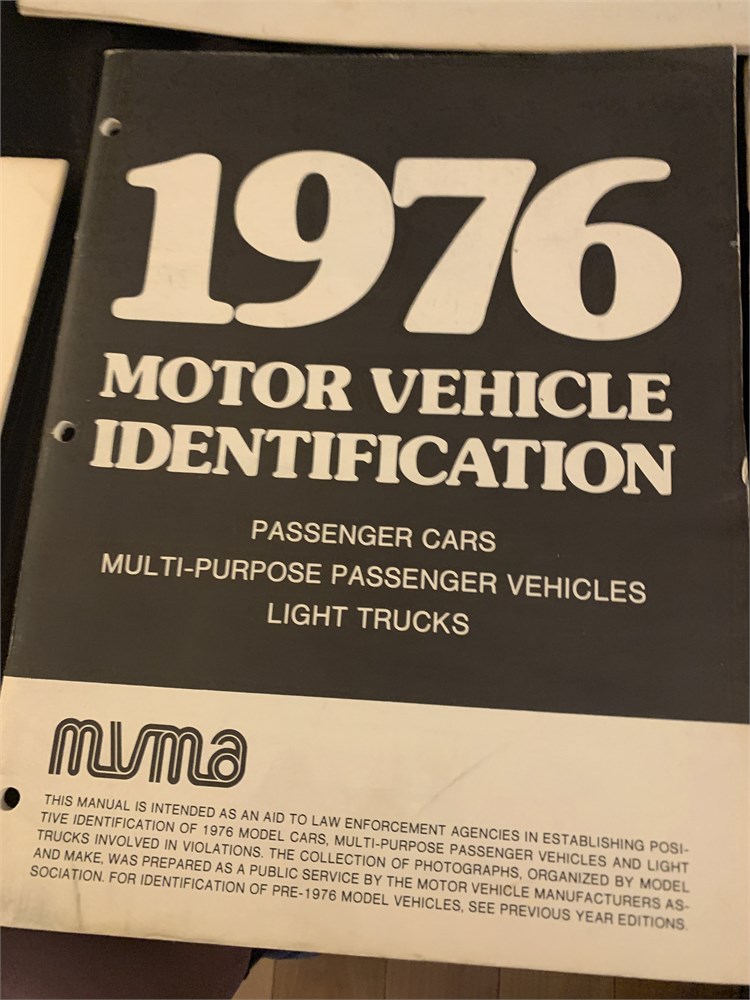 1976
MOTOR VEHICLE
IDENTIFICATION
PASSENGER CARS
MULTI-PURPOSE PASSENGER VEHICLES
LIGHT TRUCKS
mvma
THIS MANUAL IS INTENDED AS AN AID TO LAW ENFORCEMENT AGENCIES IN ESTABLISHING POSI-
TIVE IDENTIFICATION OF 1976 MODEL CARS, MULTI-PURPOSE PASSENGER VEHICLES AND LIGHT
TRUCKS INVOLVED IN VIOLATIONS. THE COLLECTION OF PHOTOGRAPHS, ORGANIZED BY MODEL
AND MAKE, WAS PREPARED AS A PUBLIC SERVICE BY THE MOTOR VEHICLE MANUFACTURERS AS-
SOCIATION. FOR IDENTIFICATION OF PRE-1976 MODEL VEHICLES, SEE PREVIOUS YEAR EDITIONS.